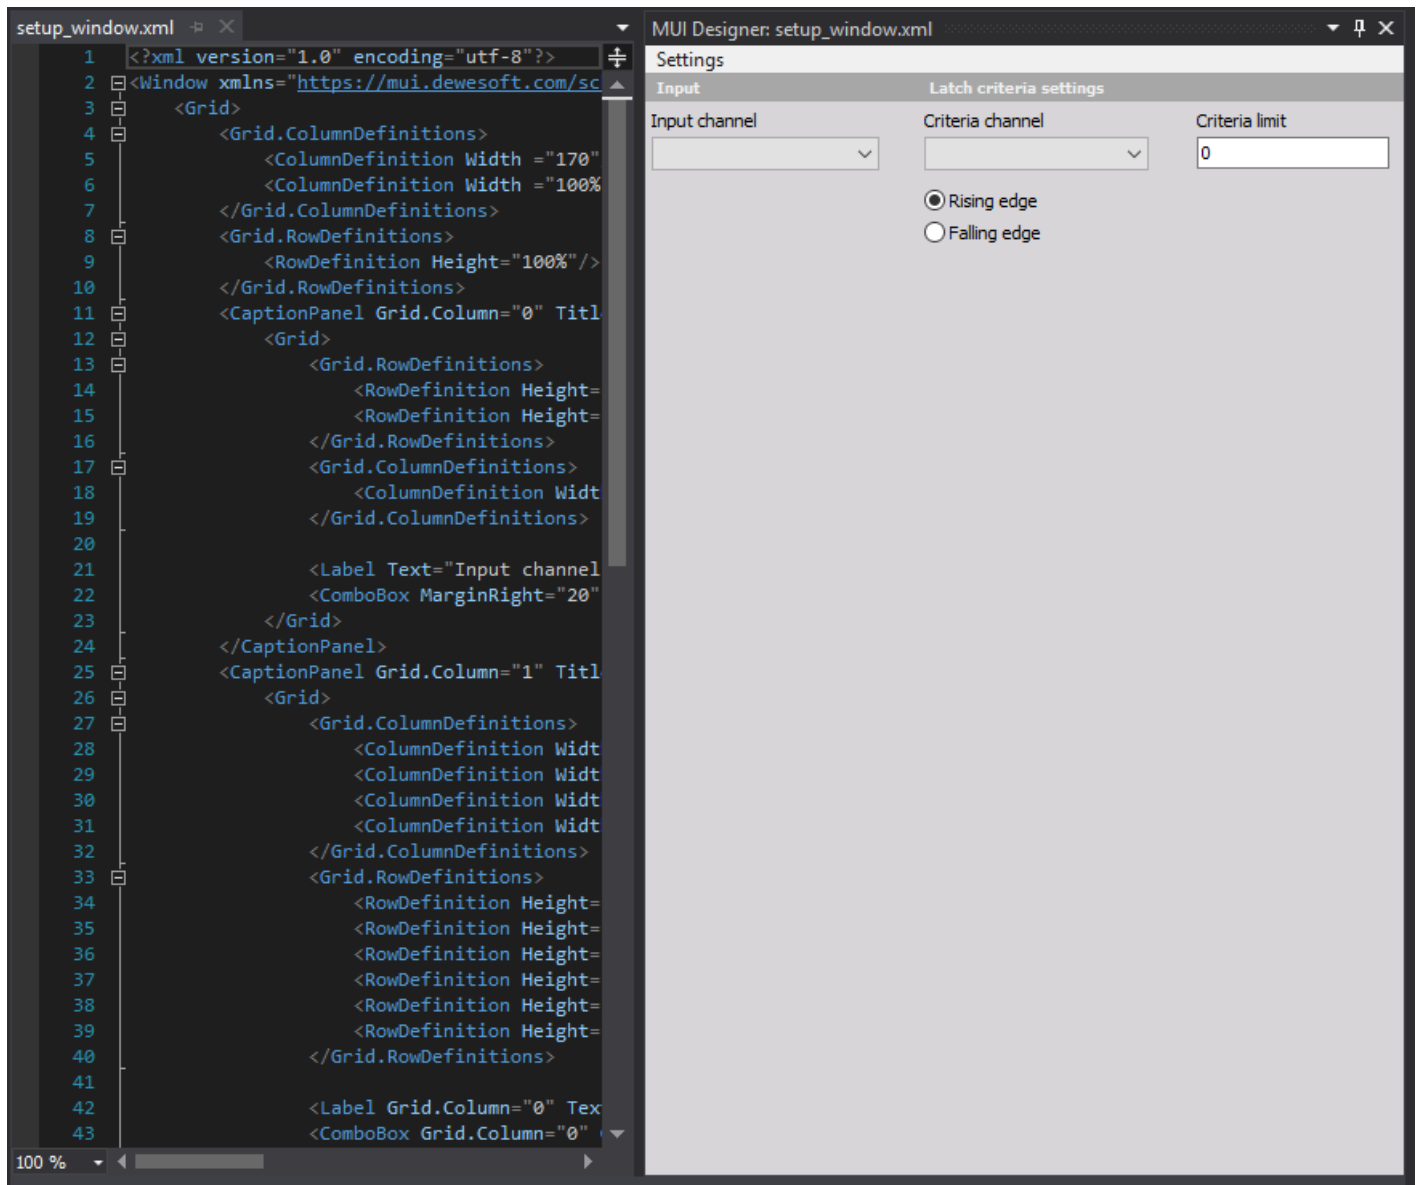 setup_window.xml
1 <?xml version="1.0" encoding="utf-8"?>
2 <Window xmlns="https://mui.dewesoft.com/sc
3 <Grid>
4 <Grid.ColumnDefinitions>
5 <ColumnDefinition Width ="170"
6 <ColumnDefinition Width ="100%
7 </Grid.ColumnDefinitions>
8 <Grid.RowDefinitions>
9 <RowDefinition Height="100%"/>
10 </Grid.RowDefinitions>
11 <CaptionPanel Grid.Column="0" Titl
12 <Grid>
13 <Grid.RowDefinitions>
14 <RowDefinition Height=
15 <RowDefinition Height=
16 </Grid.RowDefinitions>
17 <Grid.ColumnDefinitions>
18 <ColumnDefinition Widt
19 </Grid.ColumnDefinitions>
20
21 <Label Text="Input channel
22 <ComboBox MarginRight="20"
23 </Grid>
24 </CaptionPanel>
25 <CaptionPanel Grid.Column="1" Titl
26 <Grid>
27 <Grid.ColumnDefinitions>
28 <ColumnDefinition Widt
29 <ColumnDefinition Widt
30 <ColumnDefinition Widt
31 <ColumnDefinition Widt
32 </Grid.ColumnDefinitions>
33 <Grid.RowDefinitions>
34 <RowDefinition Height=
35 <RowDefinition Height=
36 <RowDefinition Height=
37 <RowDefinition Height=
38 <RowDefinition Height=
39 <RowDefinition Height=
40 </Grid.RowDefinitions>
41
42 <Label Grid.Column="0" Tex
43 <ComboBox Grid.Column="0"
100 %
MUI Designer: setup_window.xml
Settings
Input Latch criteria settings
Input channel Criteria channel Criteria limit
0
Rising edge
Falling edge